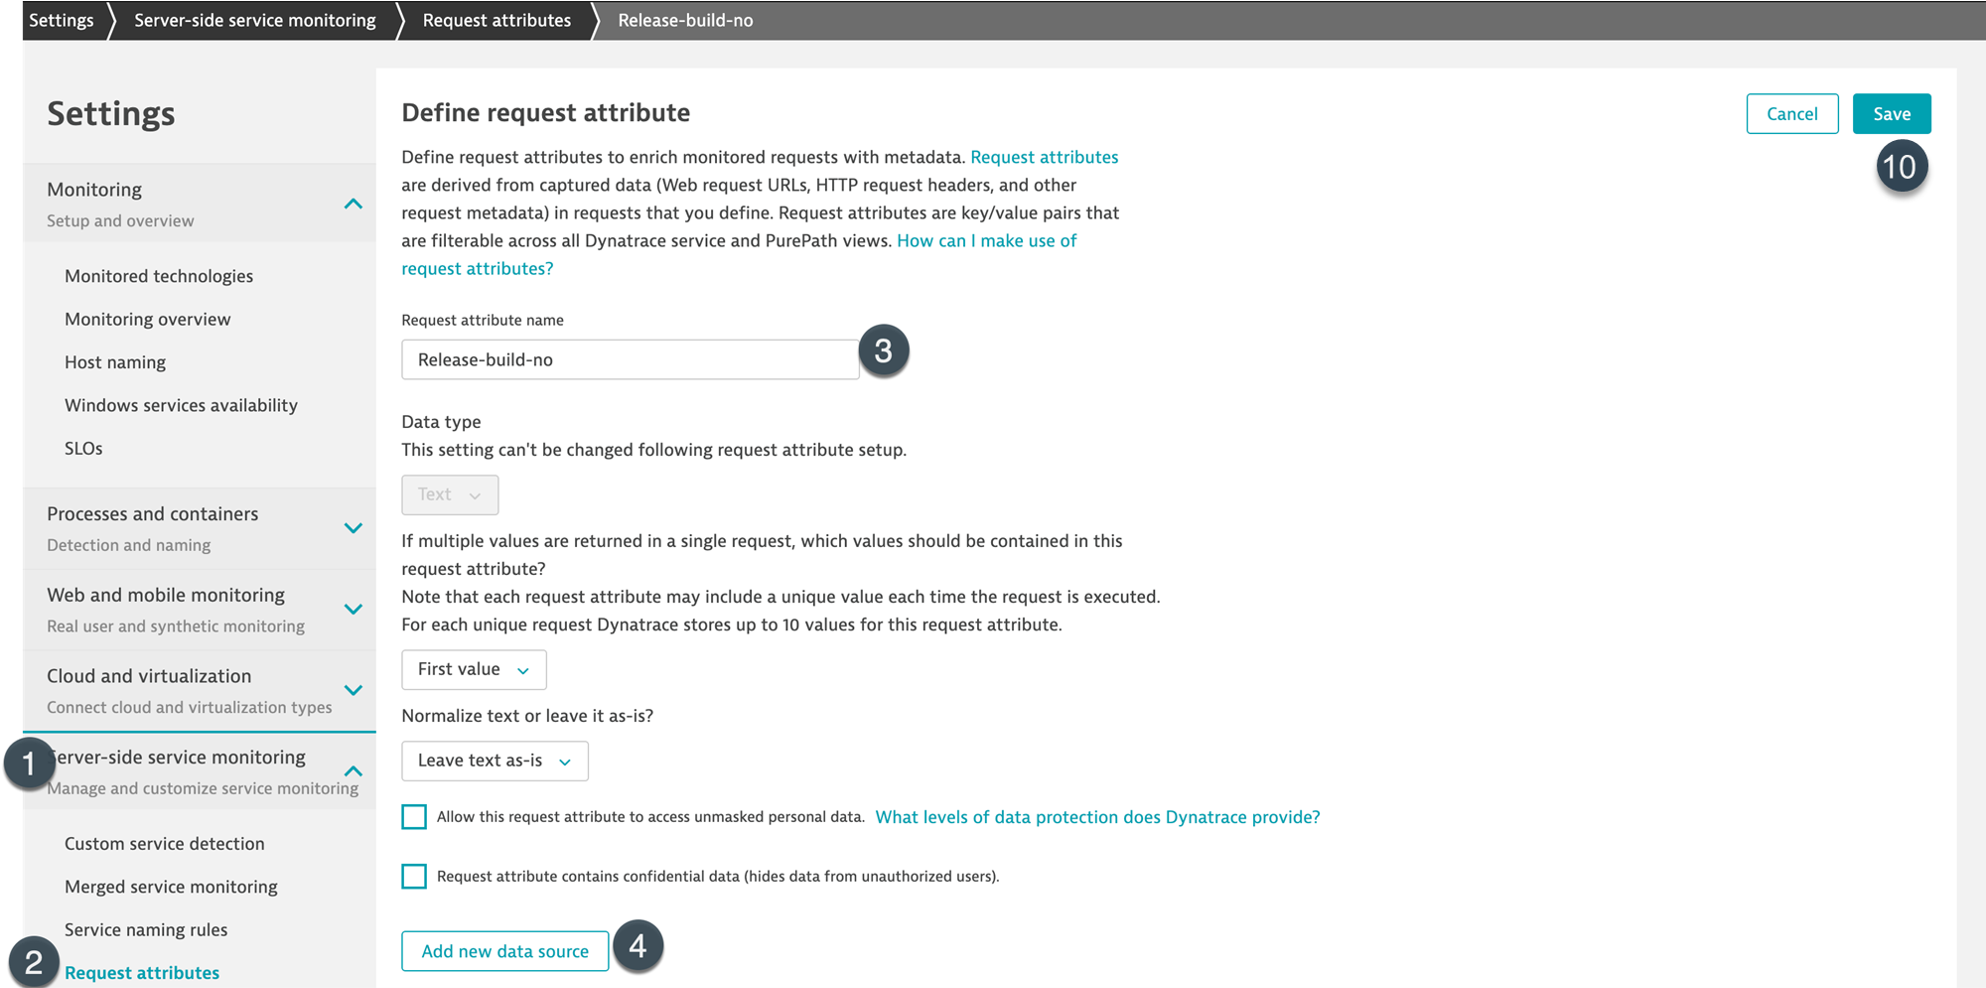 Settings
Server-side service monitoring
Request attributes
Release-build-no
Settings
Monitoring
Setup and overview
Monitored technologies
Monitoring overview
Host naming
Windows services availability
SLOs
Processes and containers
Detection and naming
Web and mobile monitoring
Real user and synthetic monitoring
Cloud and virtualization
Connect cloud and virtualization types
1
erver-side service monitoring
Manage and customize service monitoring
Custom service detection
Merged service monitoring
Service naming rules
2
Request attributes
Define request attribute
Cancel
Save
10
Define request attributes to enrich monitored requests with metadata. Request attributes
are derived from captured data (Web request URLs, HTTP request headers, and other
request metadata) in requests that you define. Request attributes are key/value pairs that
are filterable across all Dynatrace service and PurePath views. How can I make use of
request attributes?
Request attribute name
Release-build-no
3
Data type
This setting can't be changed following request attribute setup.
Text
If multiple values are returned in a single request, which values should be contained in this
request attribute?
Note that each request attribute may include a unique value each time the request is executed.
For each unique request Dynatrace stores up to 10 values for this request attribute.
First value
Normalize text or leave it as-is?
Leave text as-is
Allow this request attribute to access unmasked personal data. What levels of data protection does Dynatrace provide?
Request attribute contains confidential data (hides data from unauthorized users).
Add new data source
4